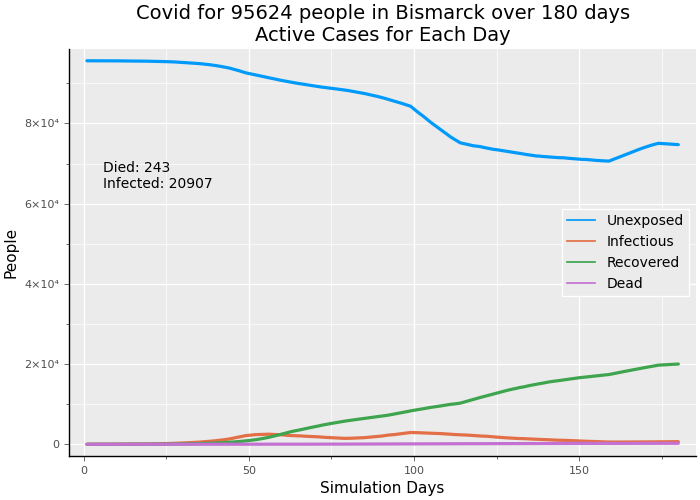 Covid for 95624 people in Bismarck over 180 days
Active Cases for Each Day
8×10⁴
6×10⁴
4×10⁴
2×10⁴
0
People
Died: 243
Infected: 20907
Unexposed
Infectious
Recovered
Dead
0 50 100 150
Simulation Days